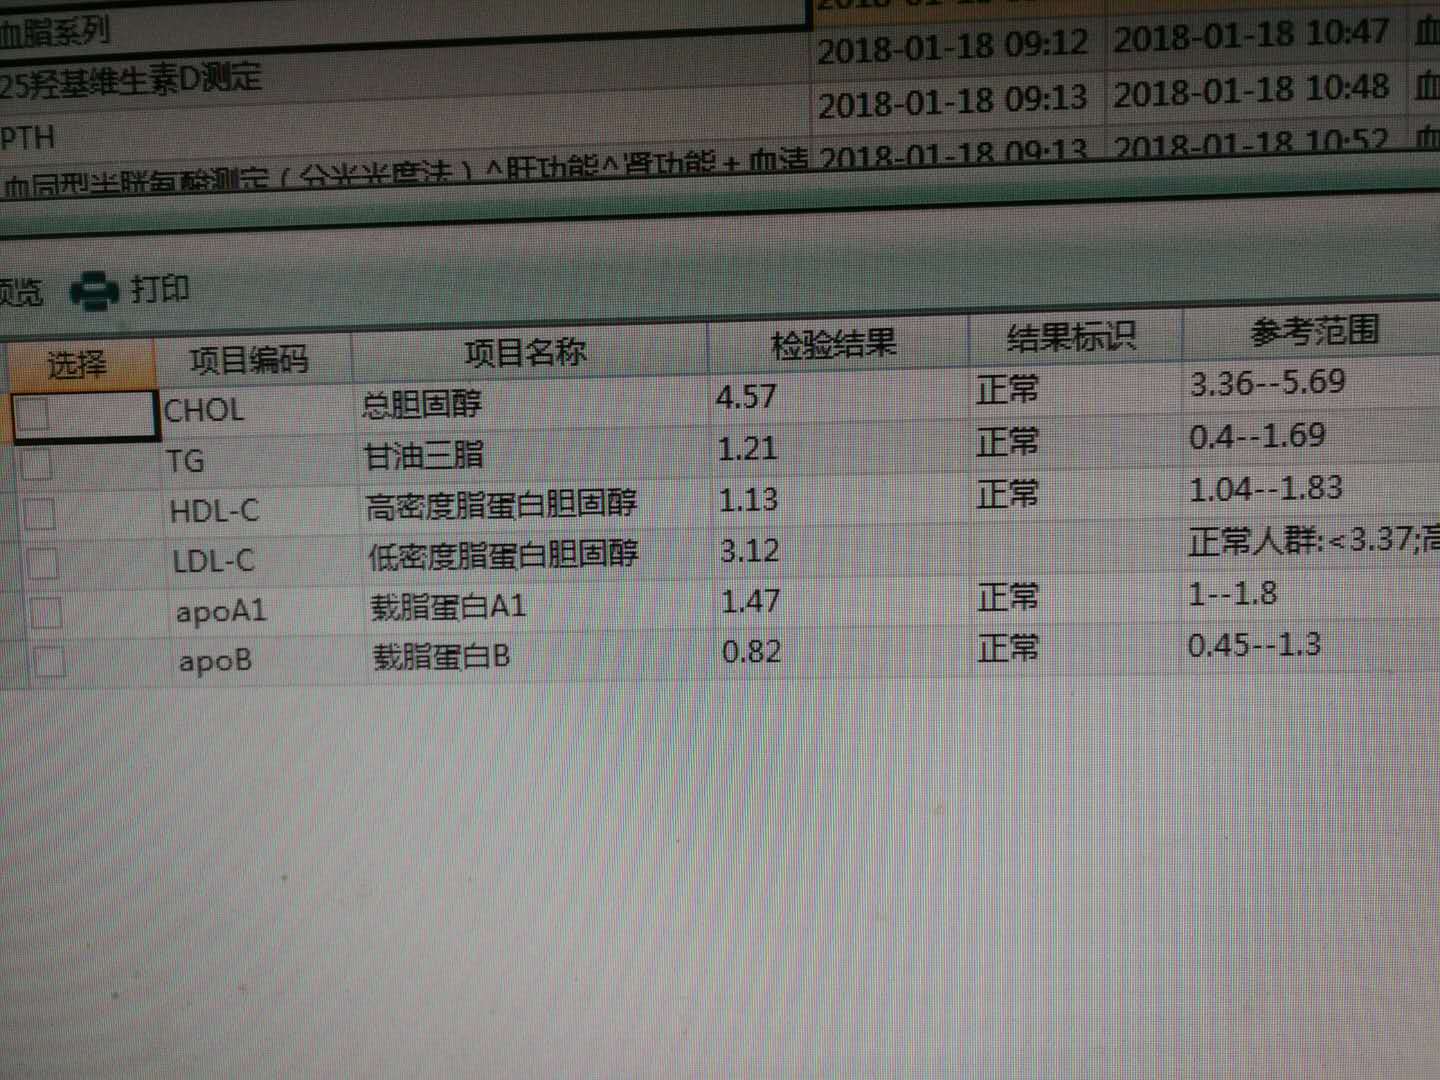 血脂系列
25羟基维生素D测定 2018-01-18 09:12 2018-01-18 10:47 血
PTH 2018-01-18 09:13 2018-01-18 10:48 血
血同型半胱氨酸测定（分光光度法）^肝功能^肾功能+血清 2018-01-18 09:13 2018-01-18 10:52 血
预览 打印
选择 项目编码 项目名称 检验结果 结果标识 参考范围
CHOL 总胆固醇 4.57 正常 3.36--5.69
TG 甘油三脂 1.21 正常 0.4--1.69
HDL-C 高密度脂蛋白胆固醇 1.13 正常 1.04--1.83
LDL-C 低密度脂蛋白胆固醇 3.12 正常人群:<3.37;高
apoA1 载脂蛋白A1 1.47 正常 1--1.8
apoB 载脂蛋白B 0.82 正常 0.45--1.3